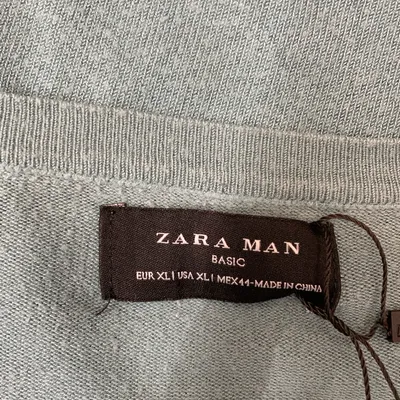 ZARA MAN
BASIC
EUR XL | USA XL | MEX44-MADE IN CHINA